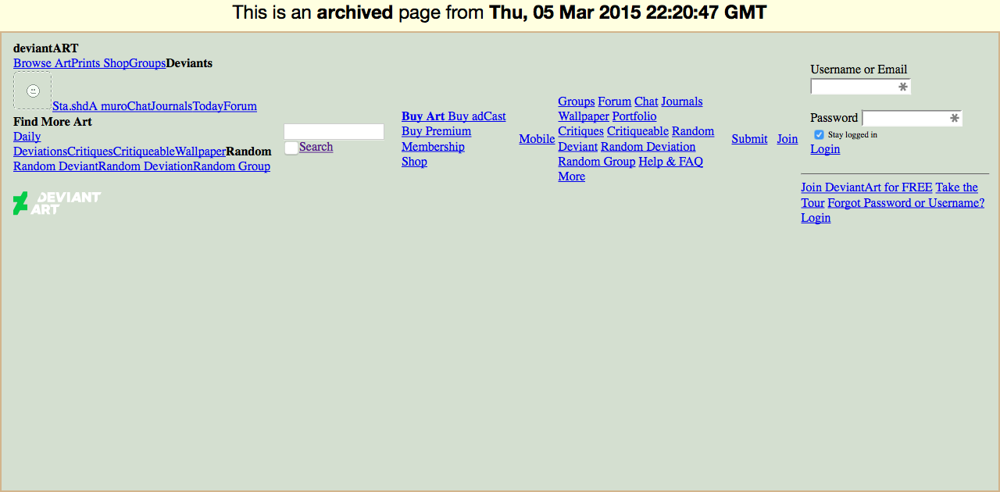 This is an archived page from Thu, 05 Mar 2015 22:20:47 GMT
deviantART
Browse ArtPrints ShopGroupsDeviants
Sta.shdA muroChatJournalsTodayForum
Find More Art
Daily
DeviationsCritiquesCritiqueableWallpaperRandom
Random DeviantRandom DeviationRandom Group
DEVIANT
ART
Search
Buy Art Buy adCast
Buy Premium
Membership
Shop
Mobile
Groups Forum Chat Journals
Wallpaper Portfolio
Critiques Critiqueable Random
Deviant Random Deviation
Random Group Help & FAQ
More
Submit
Join
Username or Email
Password
Stay logged in
Login
Join DeviantArt for FREE Take the
Tour Forgot Password or Username?
Login